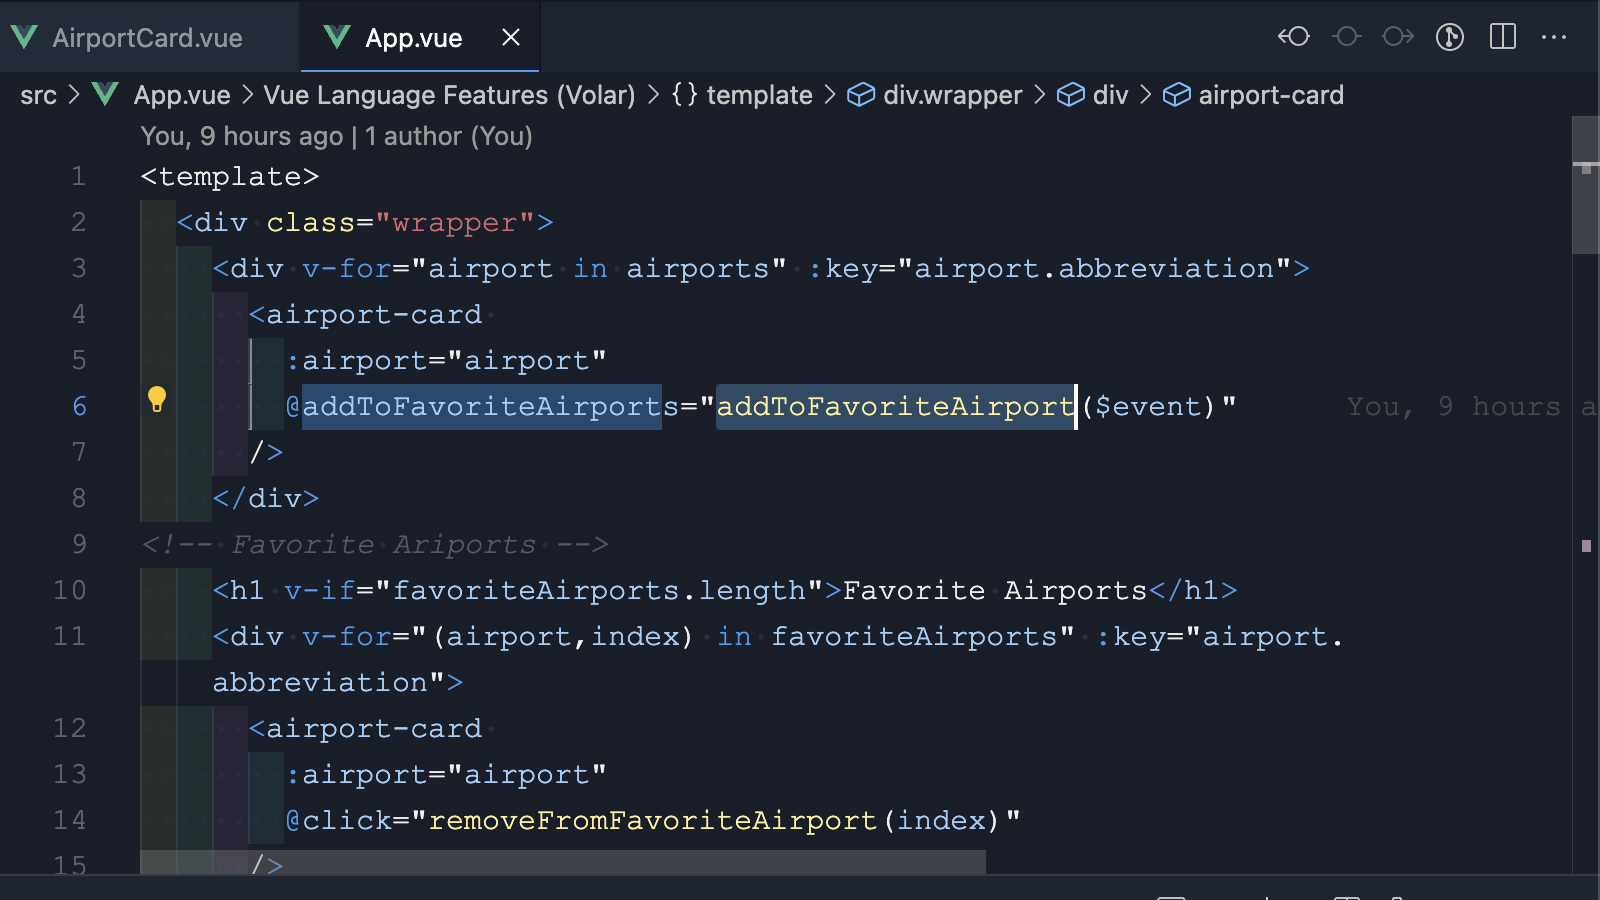 AirportCard.vue App.vue
src > App.vue > Vue Language Features (Volar) > {} template > div.wrapper > div > airport-card
You, 9 hours ago | 1 author (You)
1 <template>
2 <div class="wrapper">
3 <div v-for="airport in airports" :key="airport.abbreviation">
4 <airport-card
5 :airport="airport"
6 @addToFavoriteAirports="addToFavoriteAirport($event)" You, 9 hours a
7 />
8 </div>
9 <!-- Favorite Ariports -->
10 <h1 v-if="favoriteAirports.length">Favorite Airports</h1>
11 <div v-for="(airport,index) in favoriteAirports" :key="airport.
abbreviation">
12 <airport-card
13 :airport="airport"
14 @click="removeFromFavoriteAirport(index)"
15 />